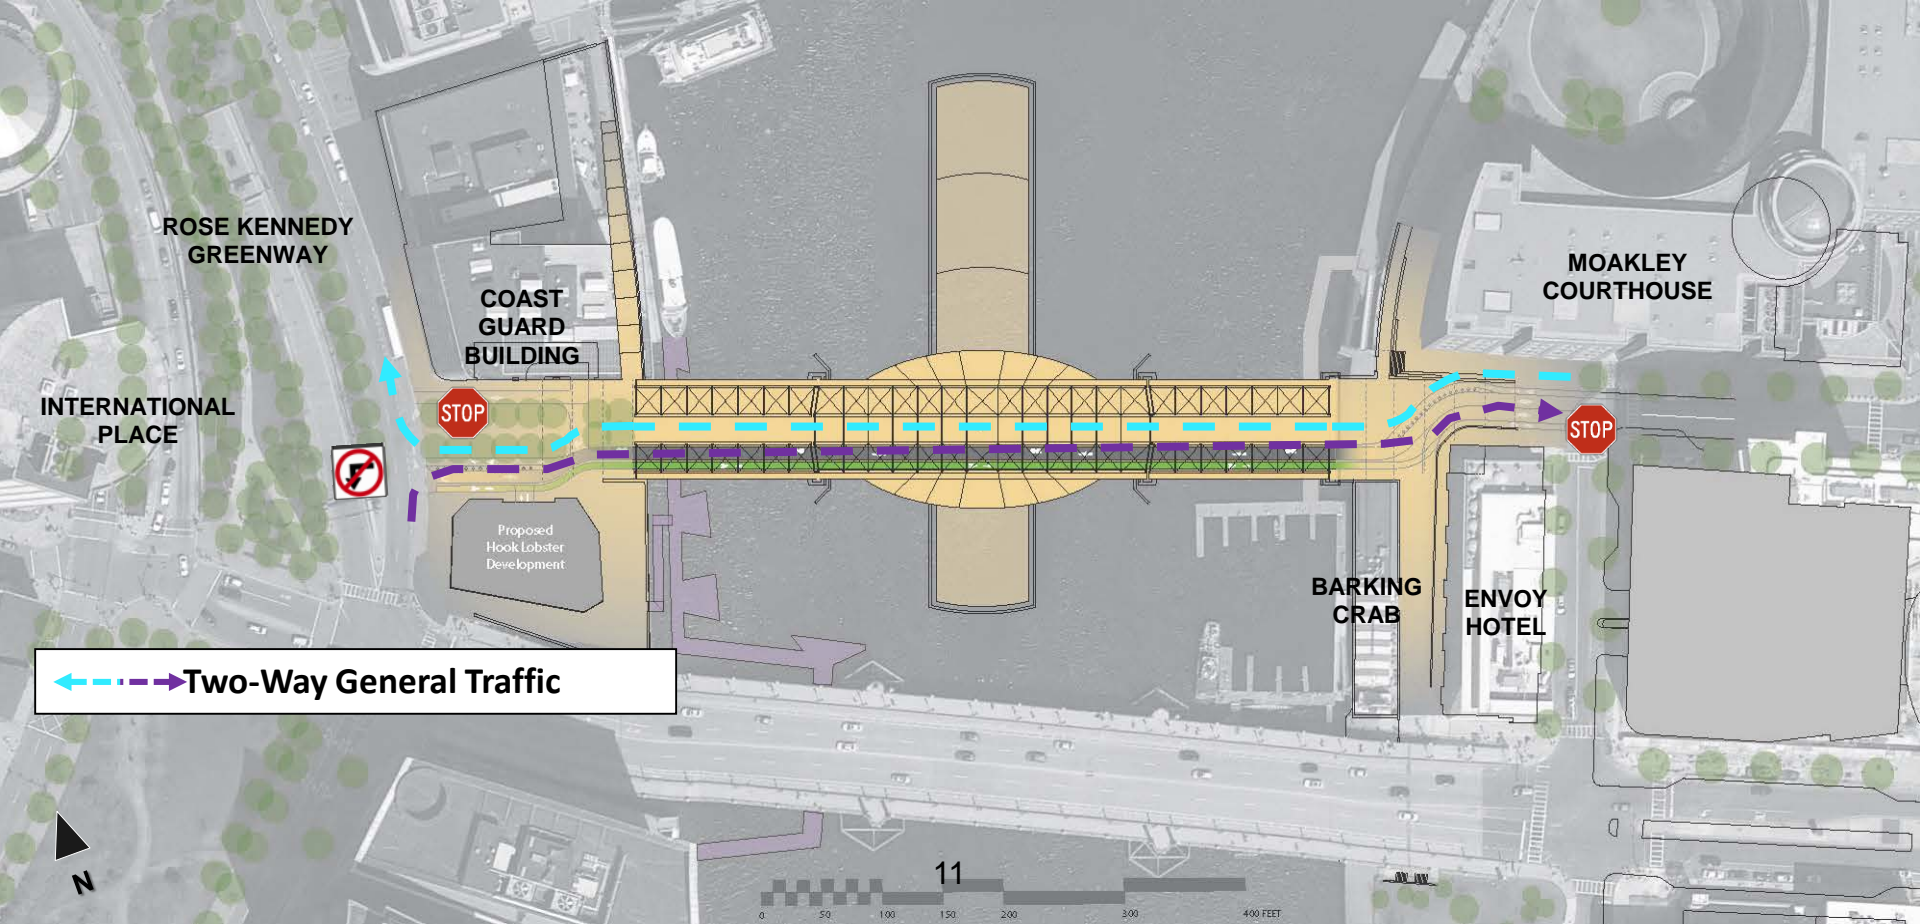 ROSE KENNEDY
GREENWAY
COAST
GUARD
BUILDING
MOAKLEY
COURTHOUSE
INTERNATIONAL
PLACE
STOP
STOP
Proposed
Hook Lobster
Development
BARKING
CRAB
ENVOY
HOTEL
Two-Way General Traffic
N
11
0 50 100 150 200 300 400 FEET